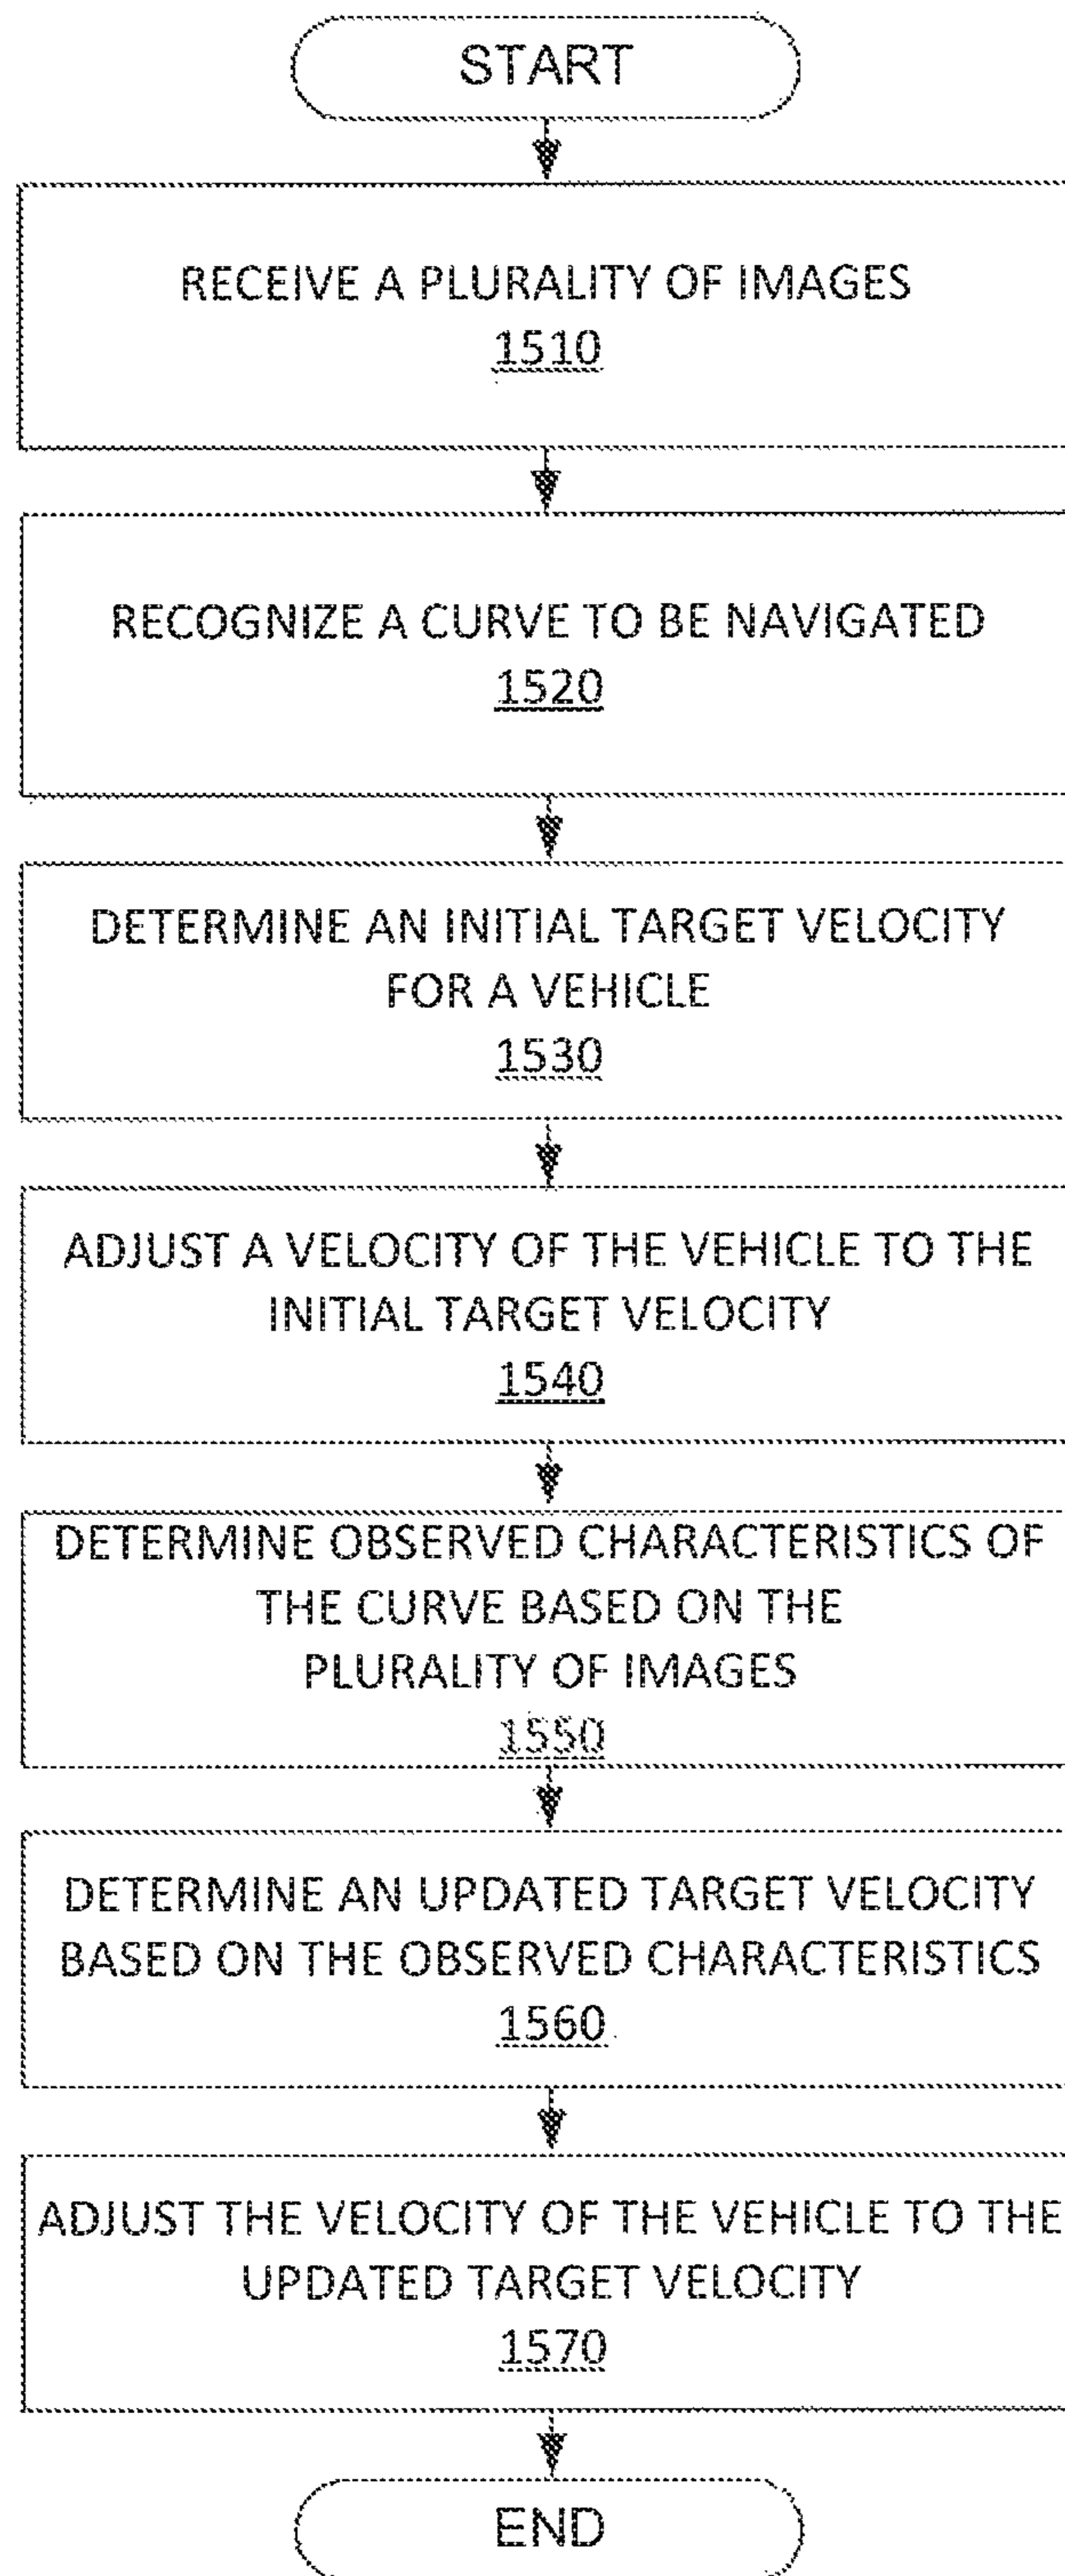 START
RECEIVE A PLURALITY OF IMAGES
1510
RECOGNIZE A CURVE TO BE NAVIGATED
1520
DETERMINE AN INITIAL TARGET VELOCITY
FOR A VEHICLE
1530
ADJUST A VELOCITY OF THE VEHICLE TO THE
INITIAL TARGET VELOCITY
1540
DETERMINE OBSERVED CHARACTERISTICS OF
THE CURVE BASED ON THE
PLURALITY OF IMAGES
1550
DETERMINE AN UPDATED TARGET VELOCITY
BASED ON THE OBSERVED CHARACTERISTICS
1560
ADJUST THE VELOCITY OF THE VEHICLE TO THE
UPDATED TARGET VELOCITY
1570
END